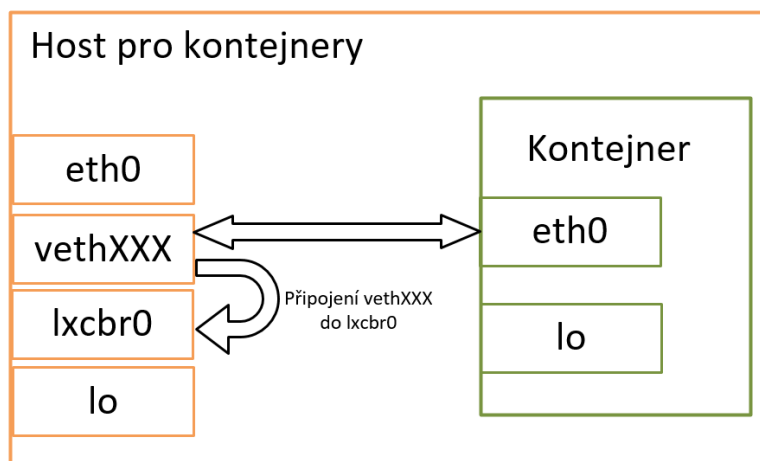 Host pro kontejnery
eth0
vethXXX
lxcbr0
lo
Připojení vethXXX
do lxcbr0
Kontejner
eth0
lo